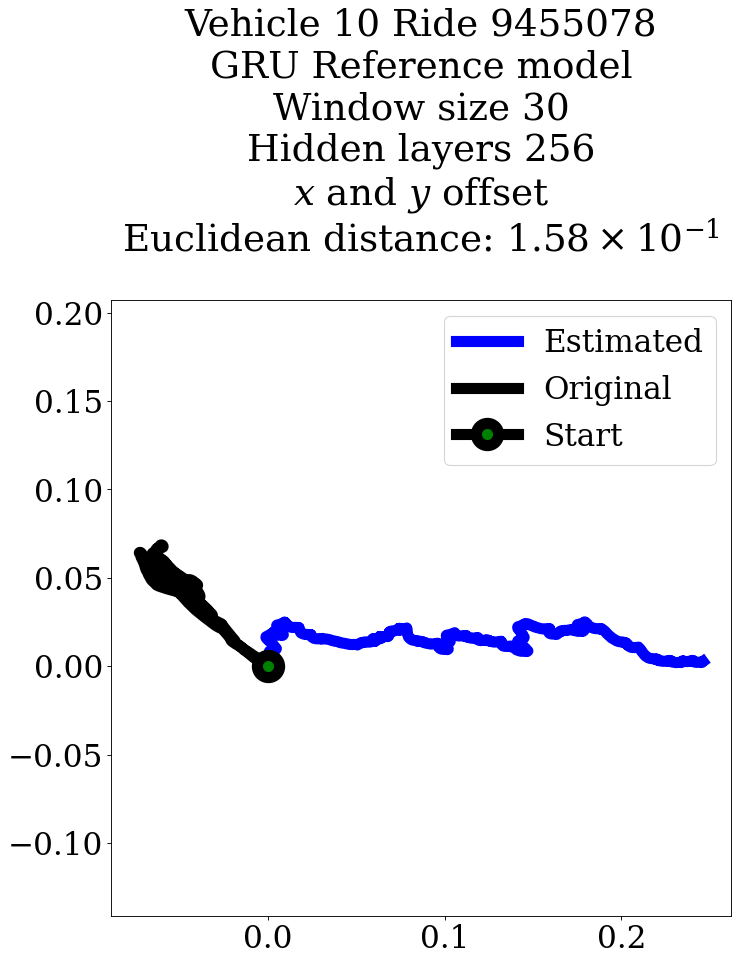 Vehicle 10 Ride 9455078
GRU Reference model
Window size 30
Hidden layers 256
x and y offset
Euclidean distance: 1.58 × 10⁻¹
Estimated
Original
Start
0.20
0.15
0.10
0.05
0.00
−0.05
−0.10
0.0 0.1 0.2